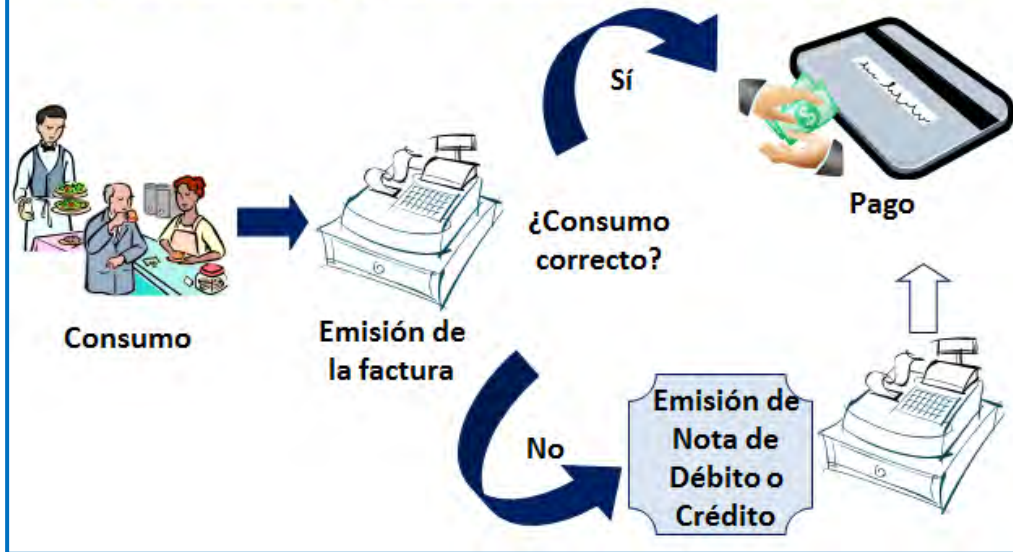 Consumo
Emisión de
la factura
¿Consumo
correcto?
Sí
Pago
No
Emisión de
Nota de
Débito o
Crédito